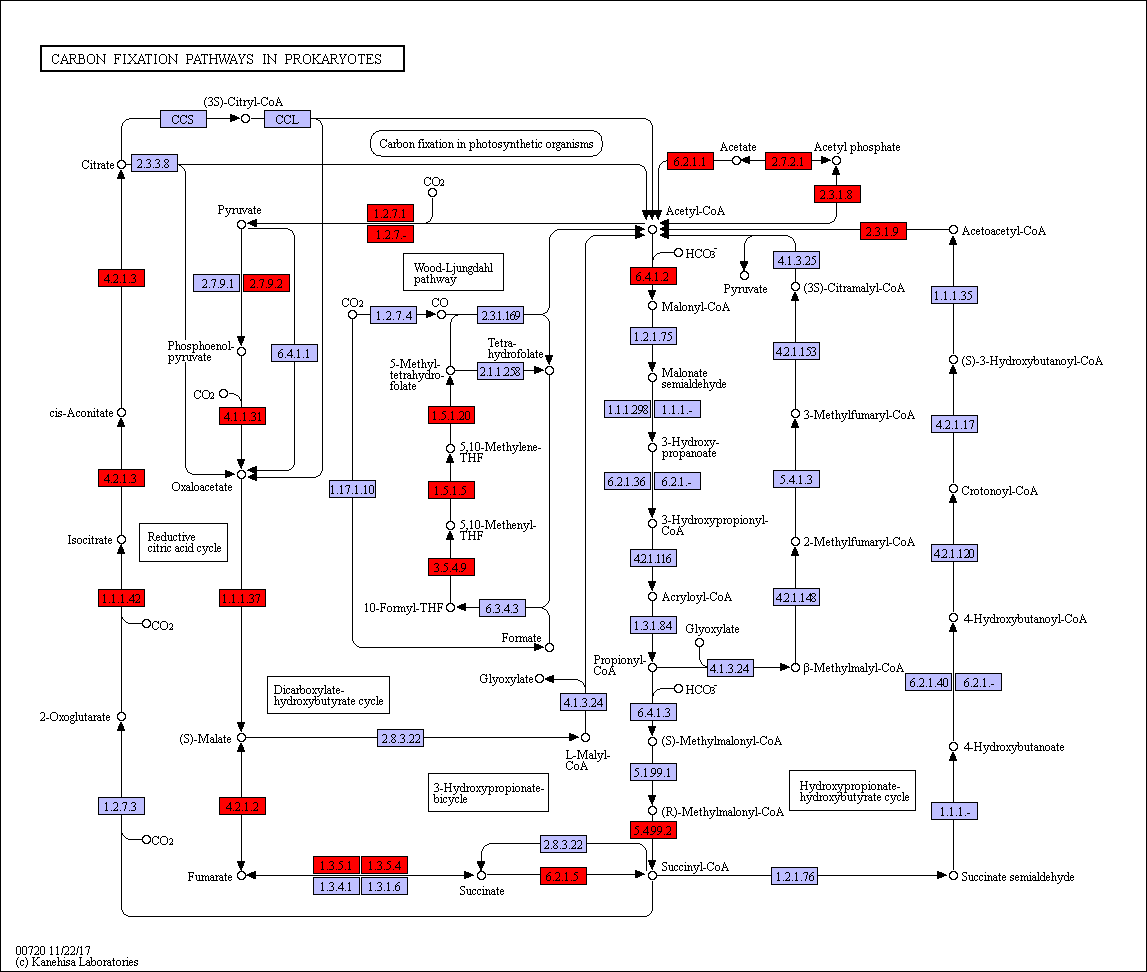 CARBON FIXATION PATHWAYS IN PROKARYOTES
(3S)-Citryl-CoA
CCS
CCL
Carbon fixation in photosynthetic organisms
Citrate
2.3.3.8
6.2.1.1
Acetate
2.7.2.1
Acetyl phosphate
2.3.1.8
CO2
Pyruvate
1.2.7.1
1.2.7.-
Acetyl-CoA
2.3.1.9
Acetoacetyl-CoA
HCO3-
Wood-Ljungdahl
pathway
4.2.1.3
2.7.9.1
2.7.9.2
6.4.1.2
Pyruvate
4.1.3.25
(3S)-Citramalyl-CoA
1.1.1.35
CO2
1.2.7.4
CO
2.3.1.169
Malonyl-CoA
1.2.1.75
Phosphoenol-
pyruvate
6.4.1.1
Tetra-
hydrofolate
5-Methyl-
tetrahydro-
folate
2.1.1.258
4.2.1.153
(S)-3-Hydroxybutanoyl-CoA
Malonate
semialdehyde
CO2
cis-Aconitate
4.1.1.31
1.5.1.20
1.1.1.298
1.1.1.-
3-Methylfumaryl-CoA
4.2.1.17
5,10-Methylene-
THF
3-Hydroxy-
propanoate
4.2.1.3
Oxaloacetate
1.17.1.10
1.5.1.5
6.2.1.36
6.2.1.-
5.4.1.3
Crotonoyl-CoA
5,10-Methenyl-
THF
3-Hydroxypropionyl-
CoA
Isocitrate
Reductive
citric acid cycle
2-Methylfumaryl-CoA
4.2.1.120
3.5.4.9
4.2.1.116
1.1.1.42
1.1.1.37
CO2
10-Formyl-THF
6.3.4.3
Acryloyl-CoA
4.2.1.148
1.3.1.84
Glyoxylate
4-Hydroxybutanoyl-CoA
Formate
Propionyl-
CoA
4.1.3.24
β-Methylmalyl-CoA
Glyoxylate
HCO3-
6.2.1.40
6.2.1.-
Dicarboxylate-
hydroxybutyrate cycle
4.1.3.24
6.4.1.3
2-Oxoglutarate
(S)-Malate
2.8.3.22
L-Malyl-
CoA
(S)-Methylmalonyl-CoA
4-Hydroxybutanoate
5.1.99.1
3-Hydroxypropionate-
bicycle
Hydroxypropionate-
hydroxybutyrate cycle
1.2.7.3
4.2.1.2
(R)-Methylmalonyl-CoA
1.1.1.-
CO2
5.4.99.2
2.8.3.22
Fumarate
1.3.5.1
1.3.5.4
1.3.4.1
1.3.1.6
Succinate
6.2.1.5
Succinyl-CoA
1.2.1.76
Succinate semialdehyde
00720 11/22/17
(c) Kanehisa Laboratories